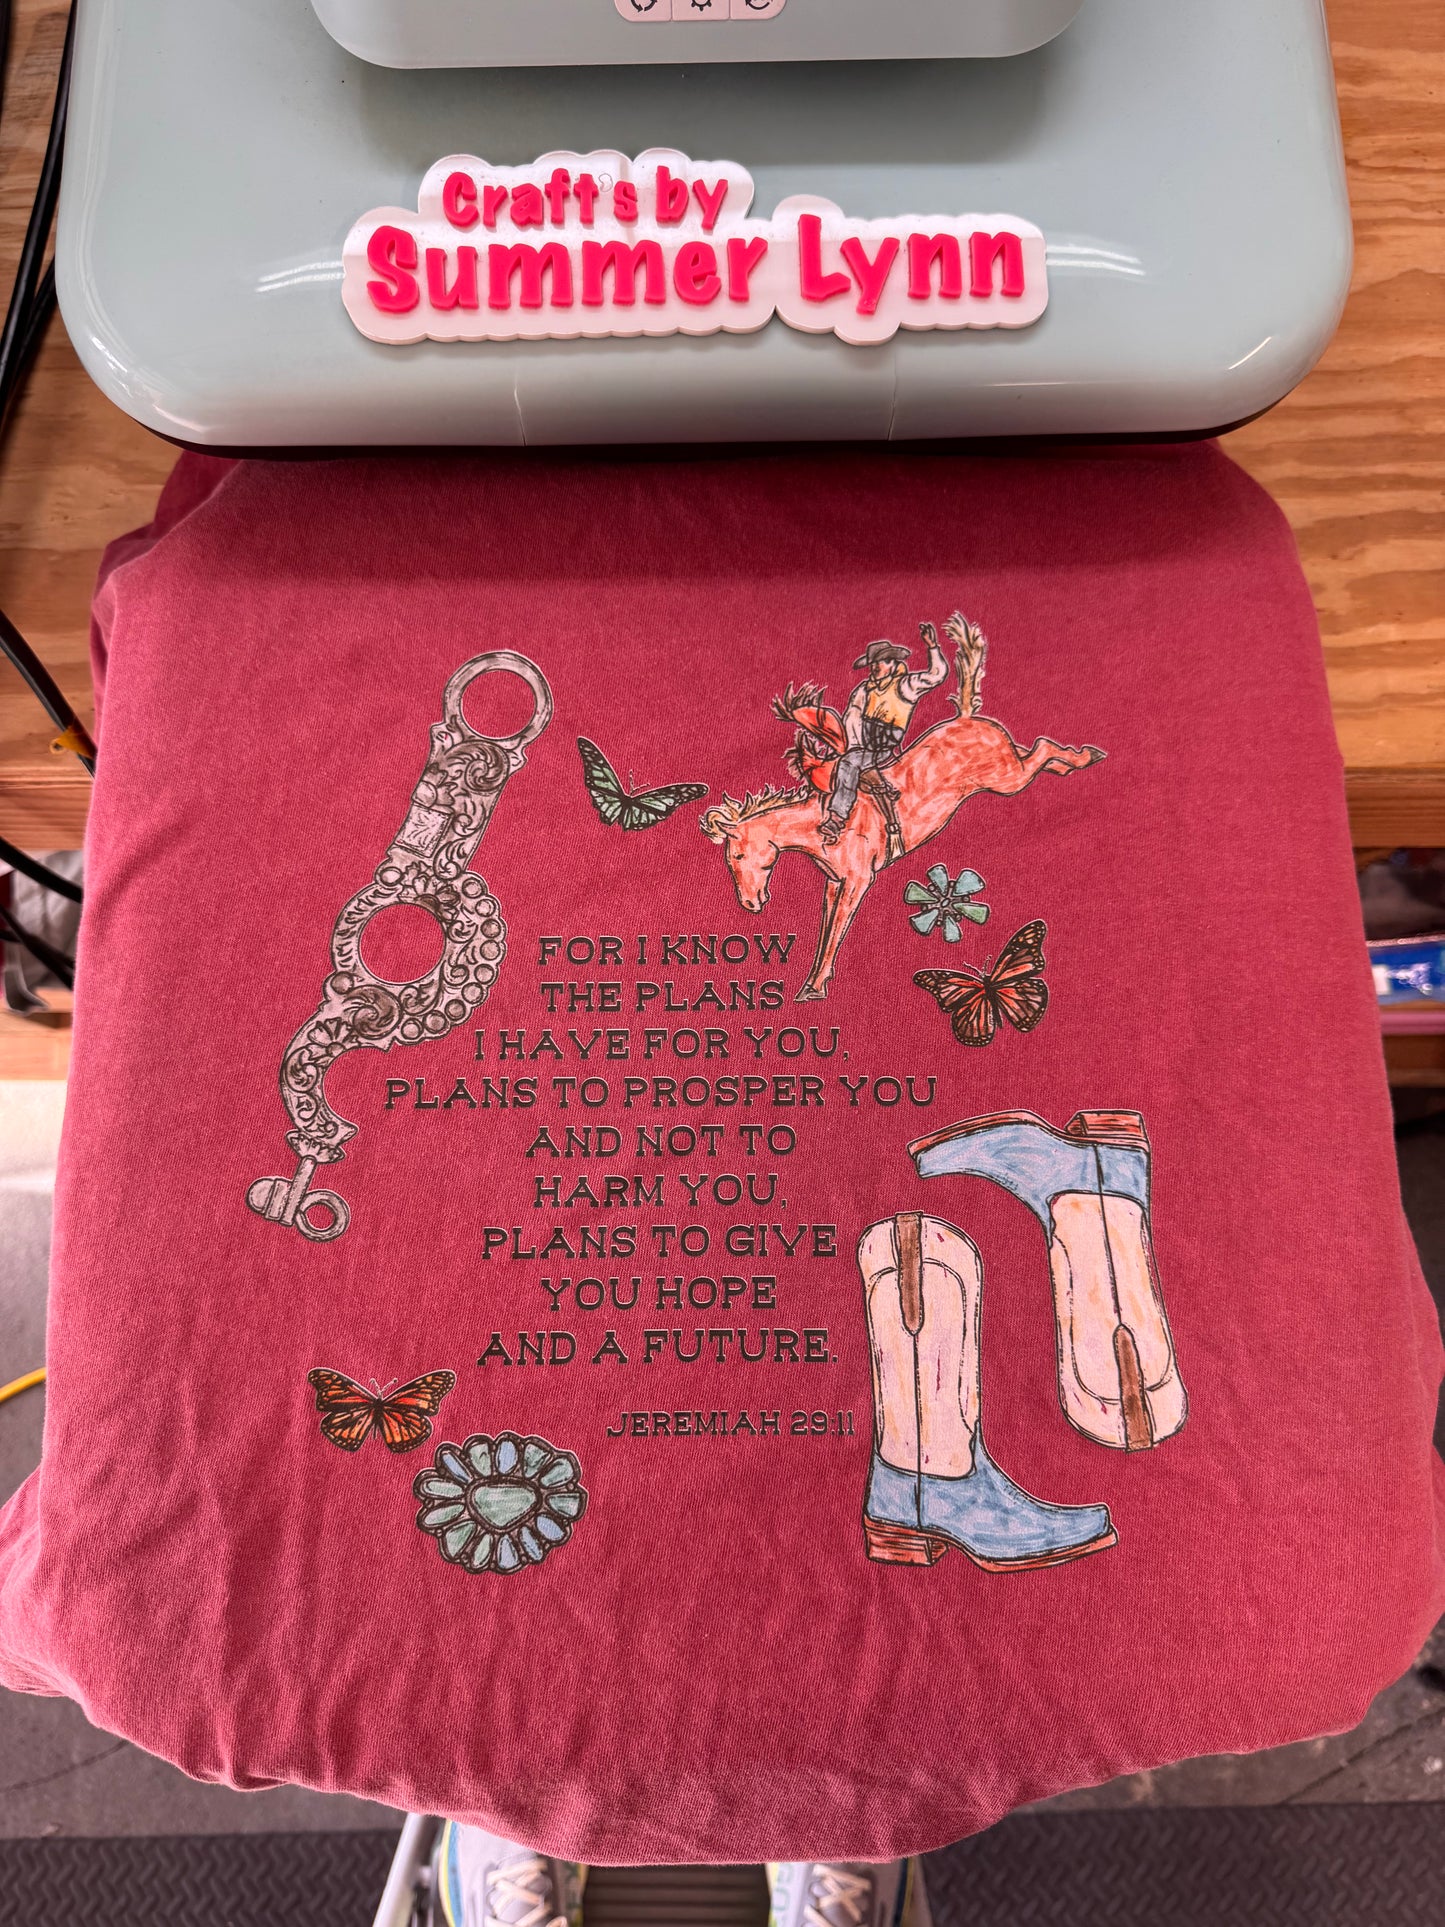 Crafts by
Summer Lynn
FOR I KNOW
THE PLANS
I HAVE FOR YOU,
PLANS TO PROSPER YOU
AND NOT TO
HARM YOU,
PLANS TO GIVE
YOU HOPE
AND A FUTURE.
JEREMIAH 29:11